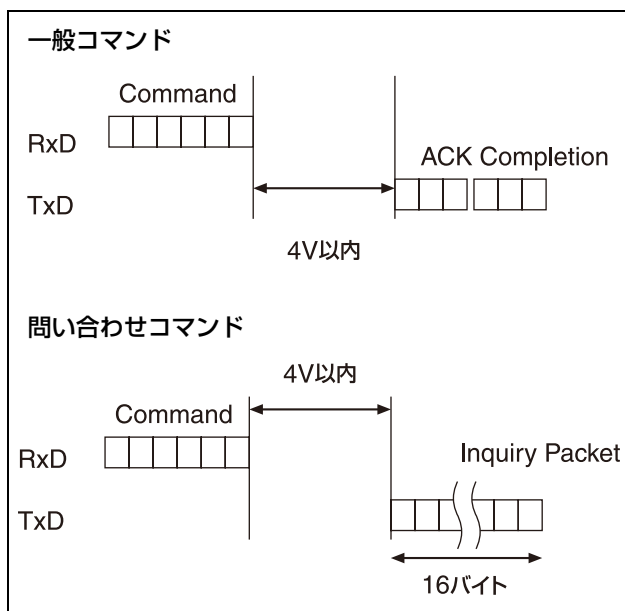 一般コマンド
Command
RxD
ACK Completion
TxD
4V以内
問い合わせコマンド
4V以内
Command
RxD
Inquiry Packet
TxD
16バイト